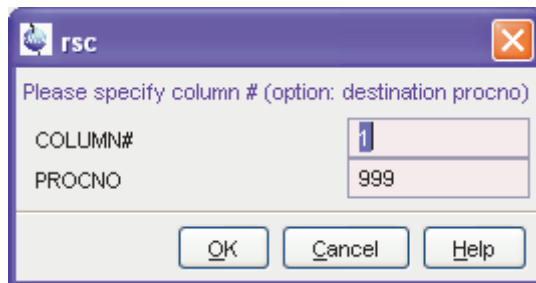 rsc
Please specify column # (option: destination procno)
COLUMN# 1
PROCNO 999
OK Cancel Help